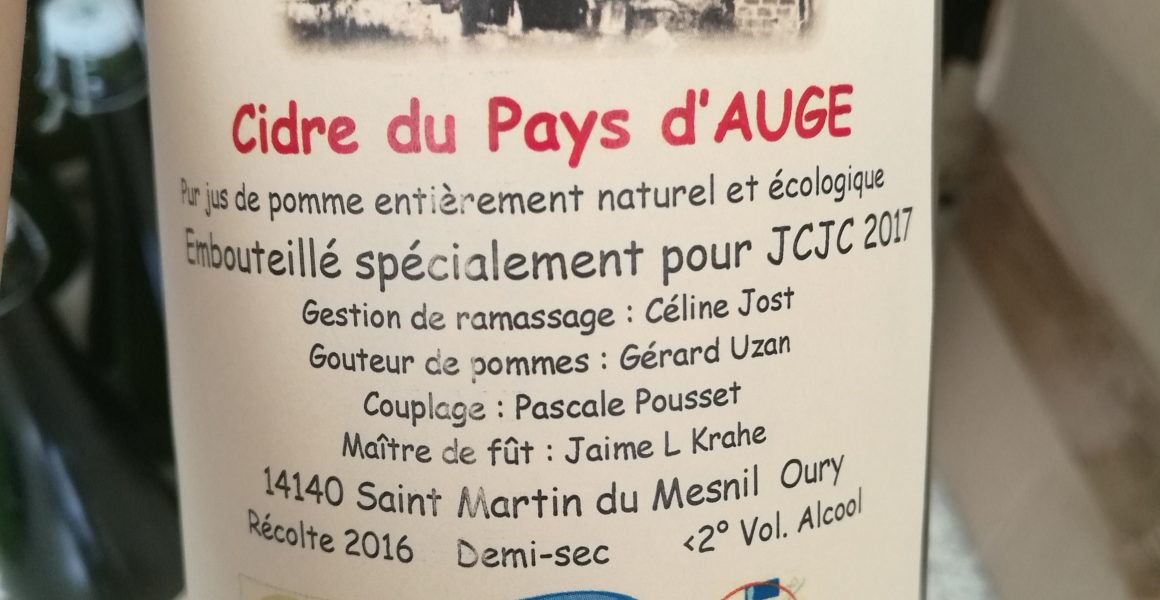 Cidre du Pays d'AUGE
Pur jus de pomme entièrement naturel et écologique
Embouteillé spécialement pour JCJC 2017
Gestion de ramassage : Céline Jost
Gouteur de pommes : Gérard Uzan
Couplage : Pascale Pousset
Maître de fût : Jaime L Krahe
14140 Saint Martin du Mesnil Oury
Récolte 2016 Demi-sec <2° Vol. Alcool